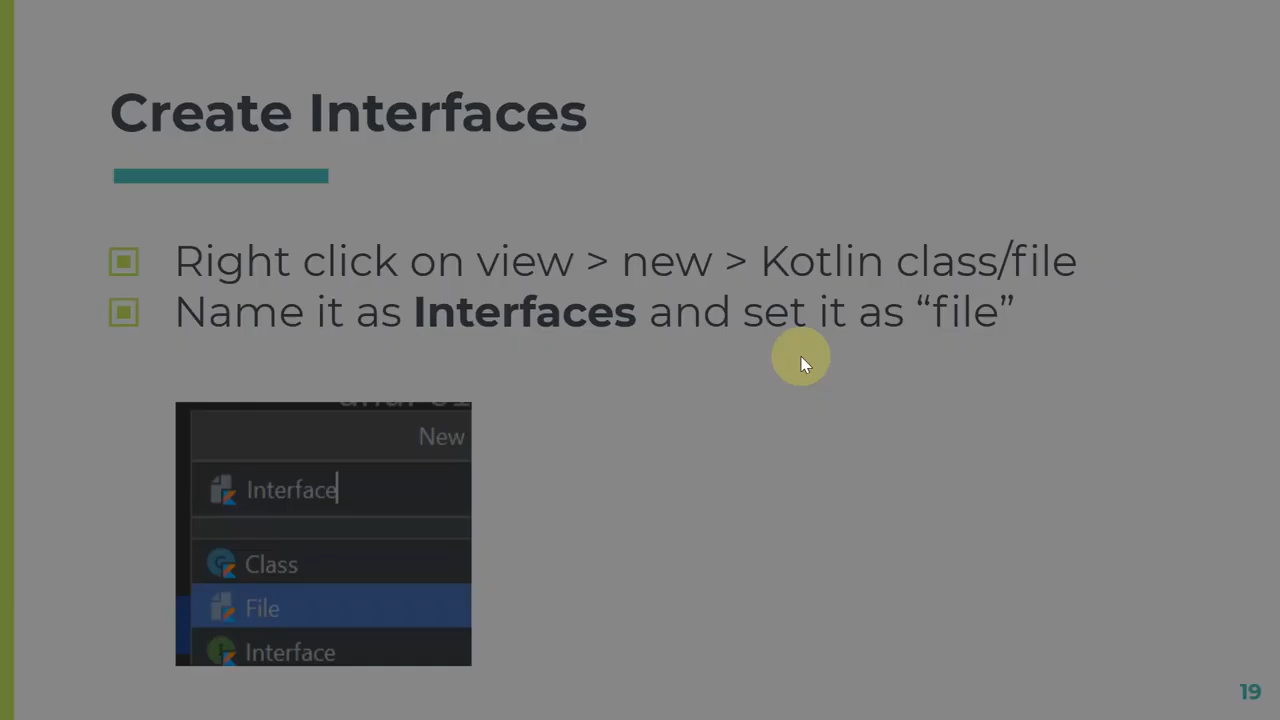 Create Interfaces
Right click on view > new > Kotlin class/file
Name it as Interfaces and set it as “file”
New
Interface
Class
File
Interface
19